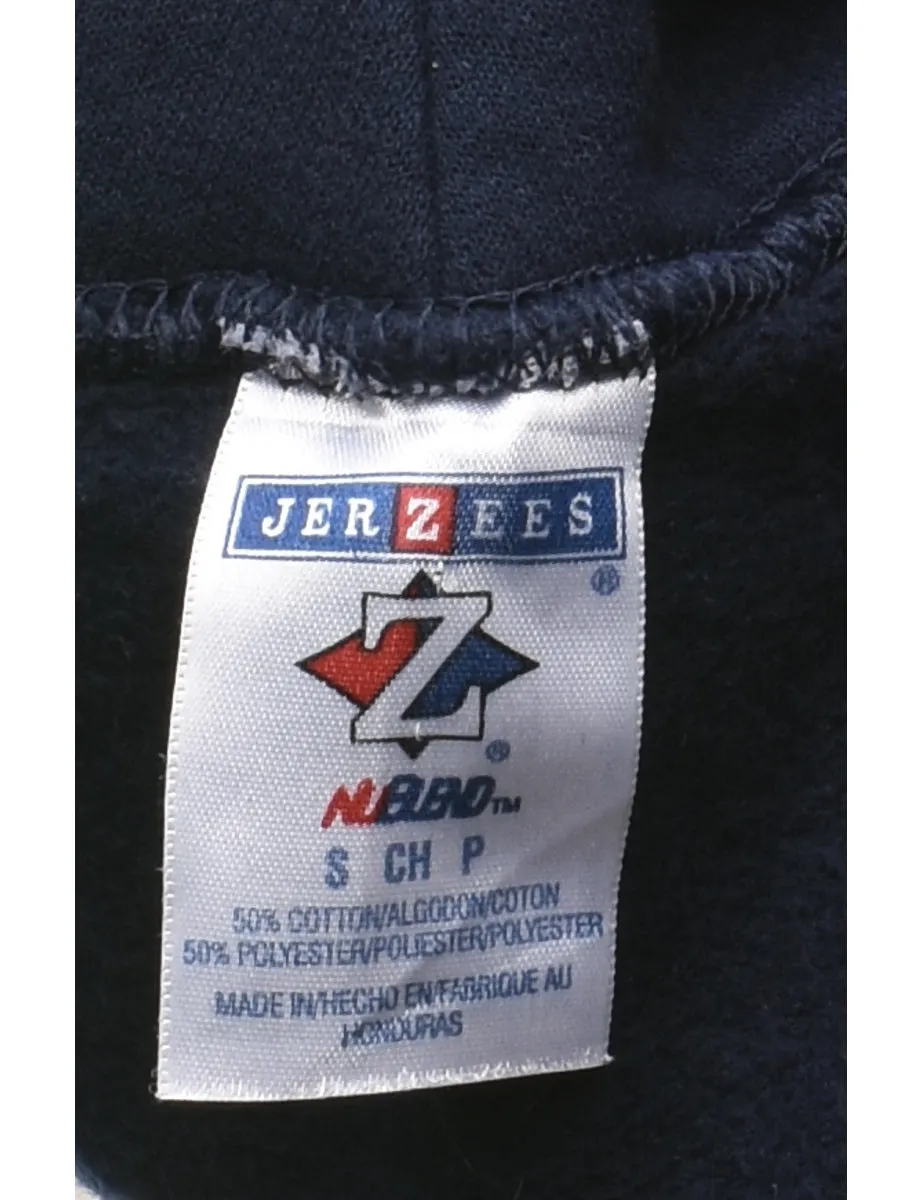 JERZEES
®
Z
®
NUBLEND™
S CH P
50% COTTON/ALGODON/COTON
50% POLYESTER/POLIESTER/POLYESTER
MADE IN/HECHO EN/FABRIQUE AU
HONDURAS